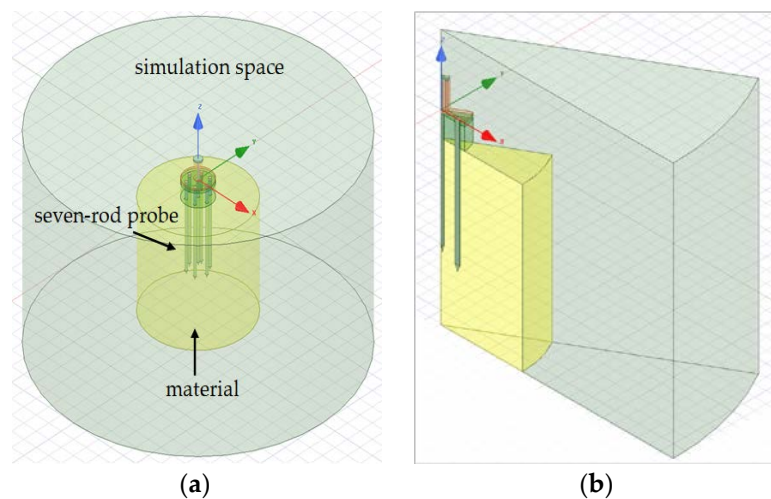 simulation space
z
Y
X
seven-rod probe
material
Z
Y
X
(a) (b)